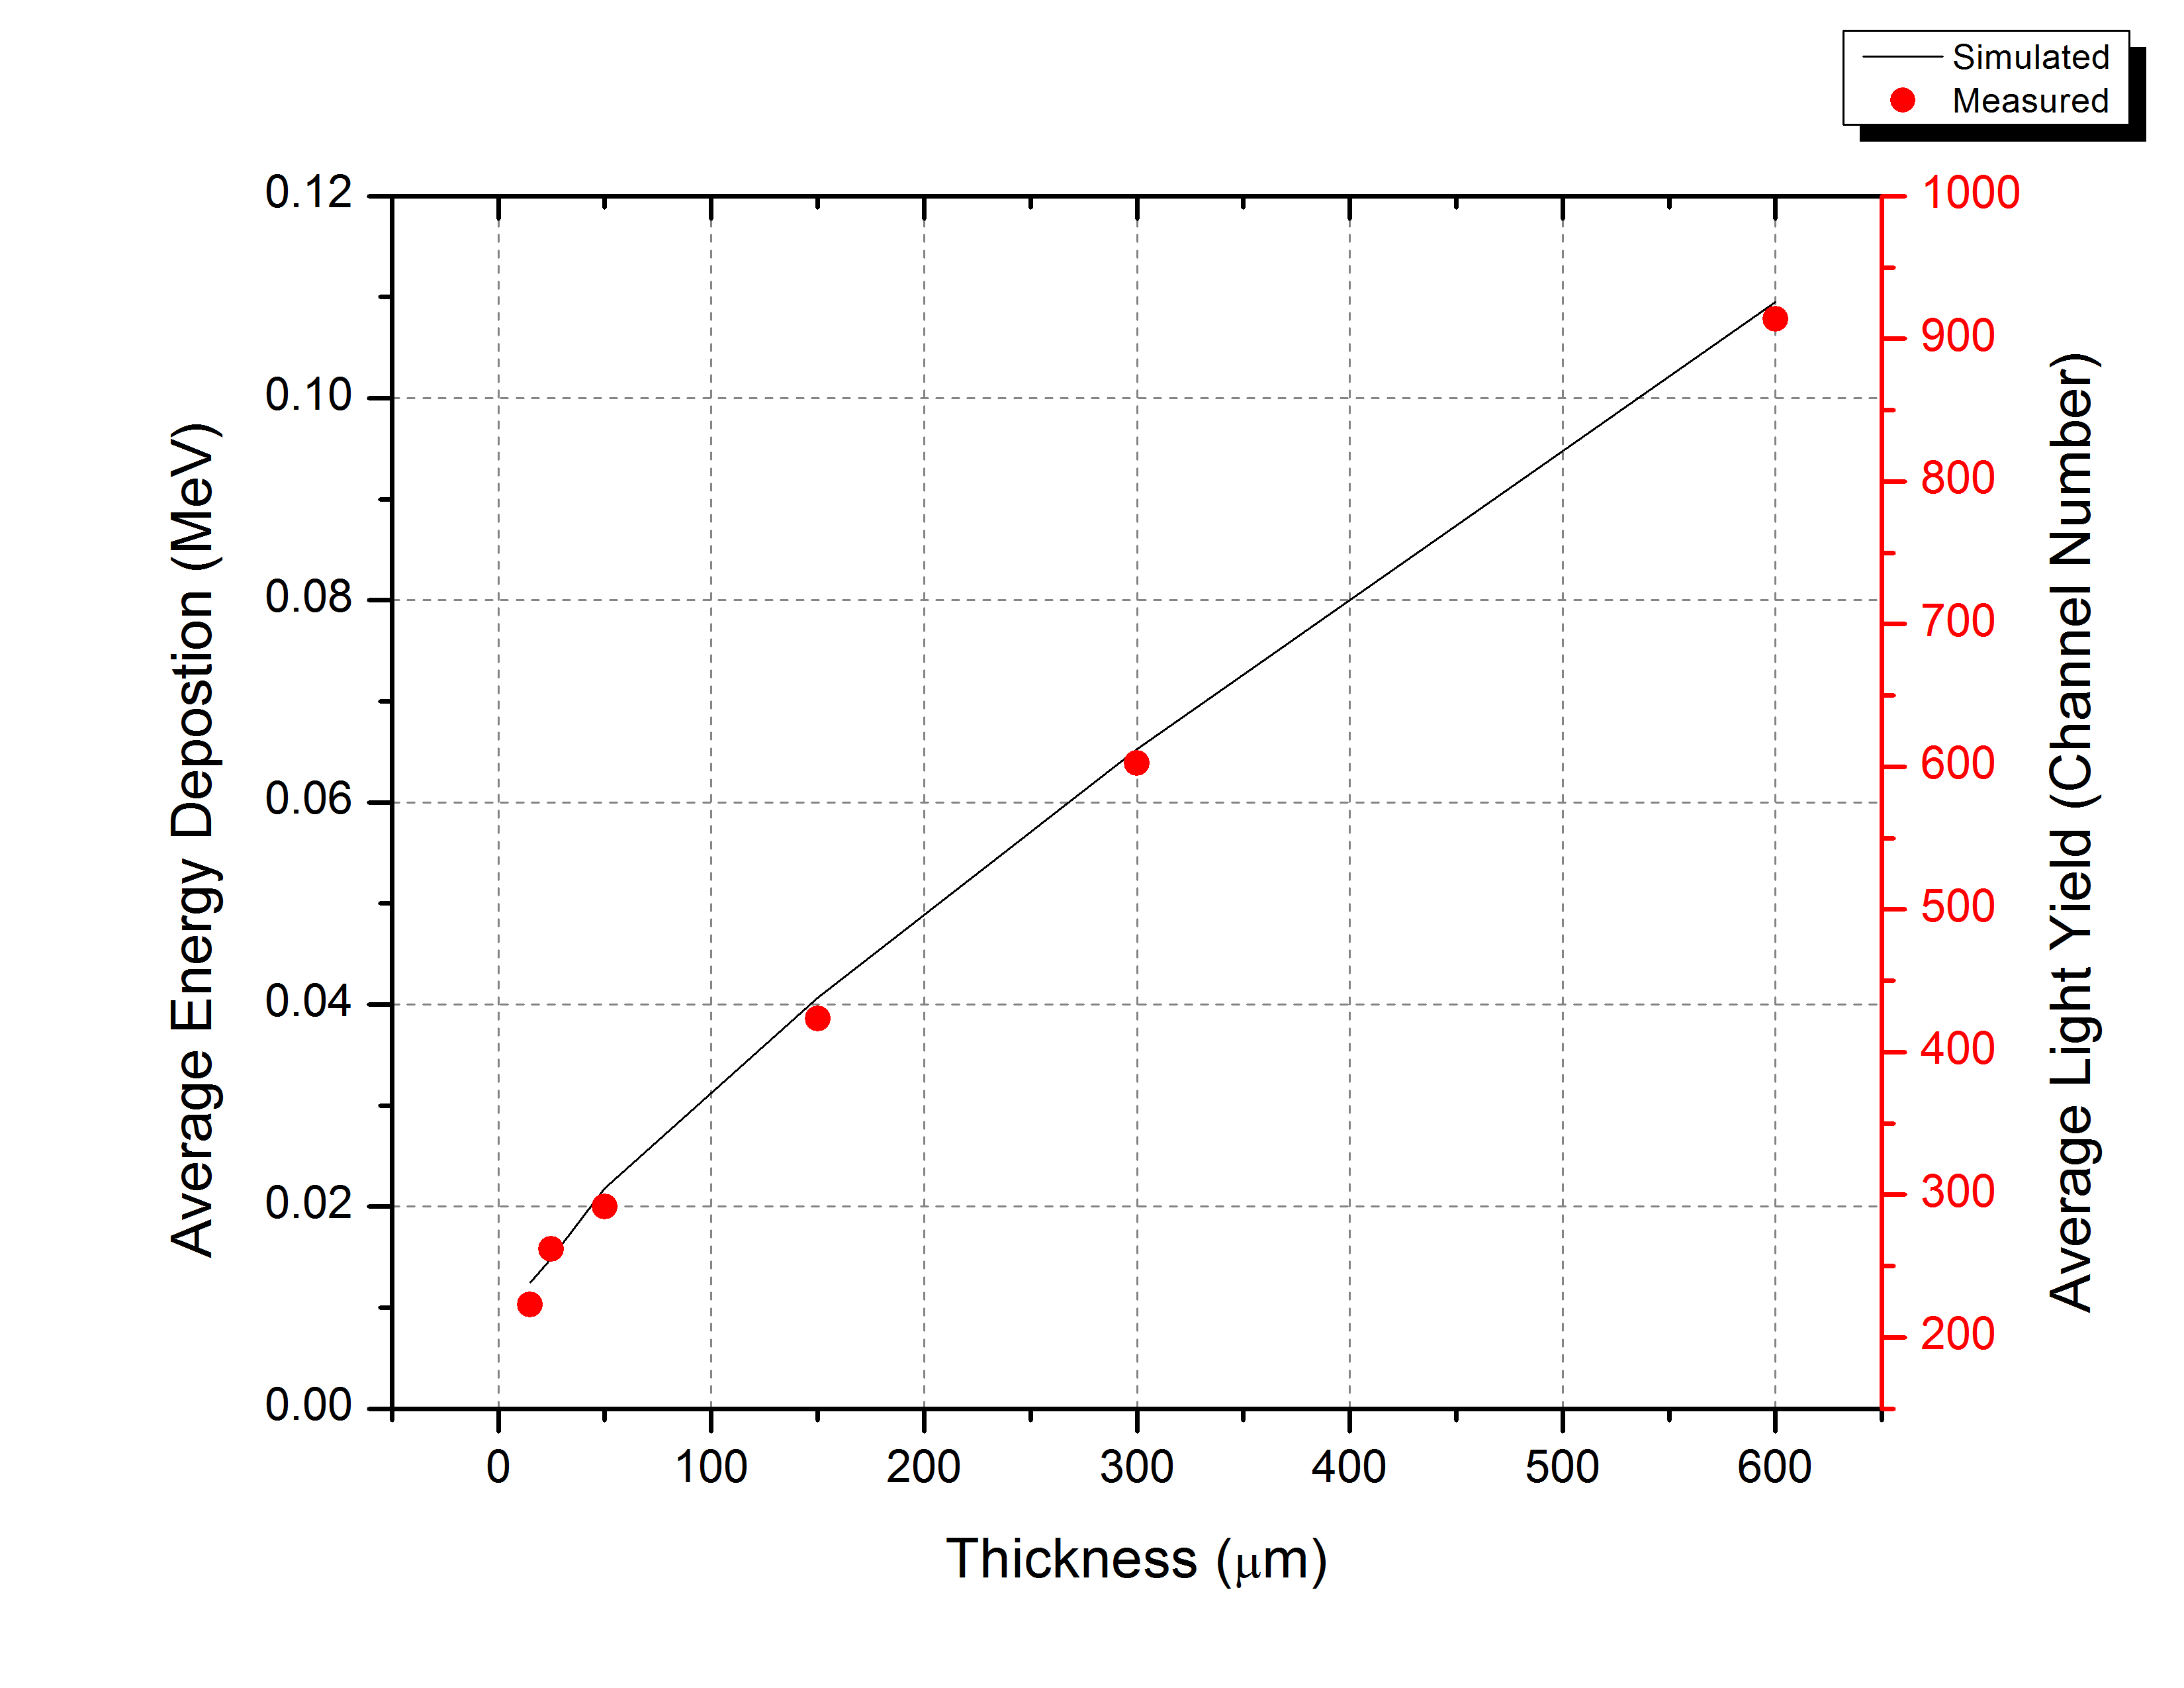 Simulated
Measured
0.12
0.10
0.08
0.06
0.04
0.02
0.00
Average Energy Depostion (MeV)
1000
900
800
700
600
500
400
300
200
Average Light Yield (Channel Number)
0 100 200 300 400 500 600
Thickness (μm)